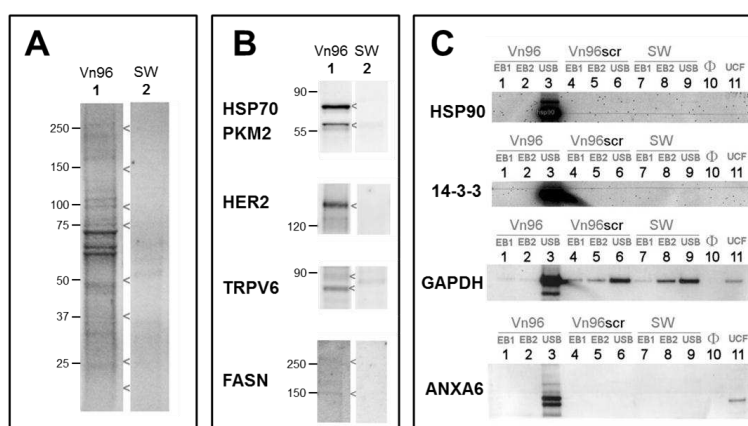 A
Vn96 SW
1 2
250
150
100
75
50
37
25
B
Vn96 SW
1 2
HSP70
PKM2
90
55
HER2
120
TRPV6
90
FASN
250
150
C
Vn96 Vn96scr SW
EB1 EB2 USB EB1 EB2 USB EB1 EB2 USB Φ UCF
1 2 3 4 5 6 7 8 9 10 11
HSP90
hsp90
Vn96 Vn96scr SW
EB1 EB2 USB EB1 EB2 USB EB1 EB2 USB Φ UCF
1 2 3 4 5 6 7 8 9 10 11
14-3-3
Vn96 Vn96scr SW
EB1 EB2 USB EB1 EB2 USB EB1 EB2 USB Φ UCF
1 2 3 4 5 6 7 8 9 10 11
GAPDH
Vn96 Vn96scr SW
EB1 EB2 USB EB1 EB2 USB EB1 EB2 USB Φ UCF
1 2 3 4 5 6 7 8 9 10 11
ANXA6